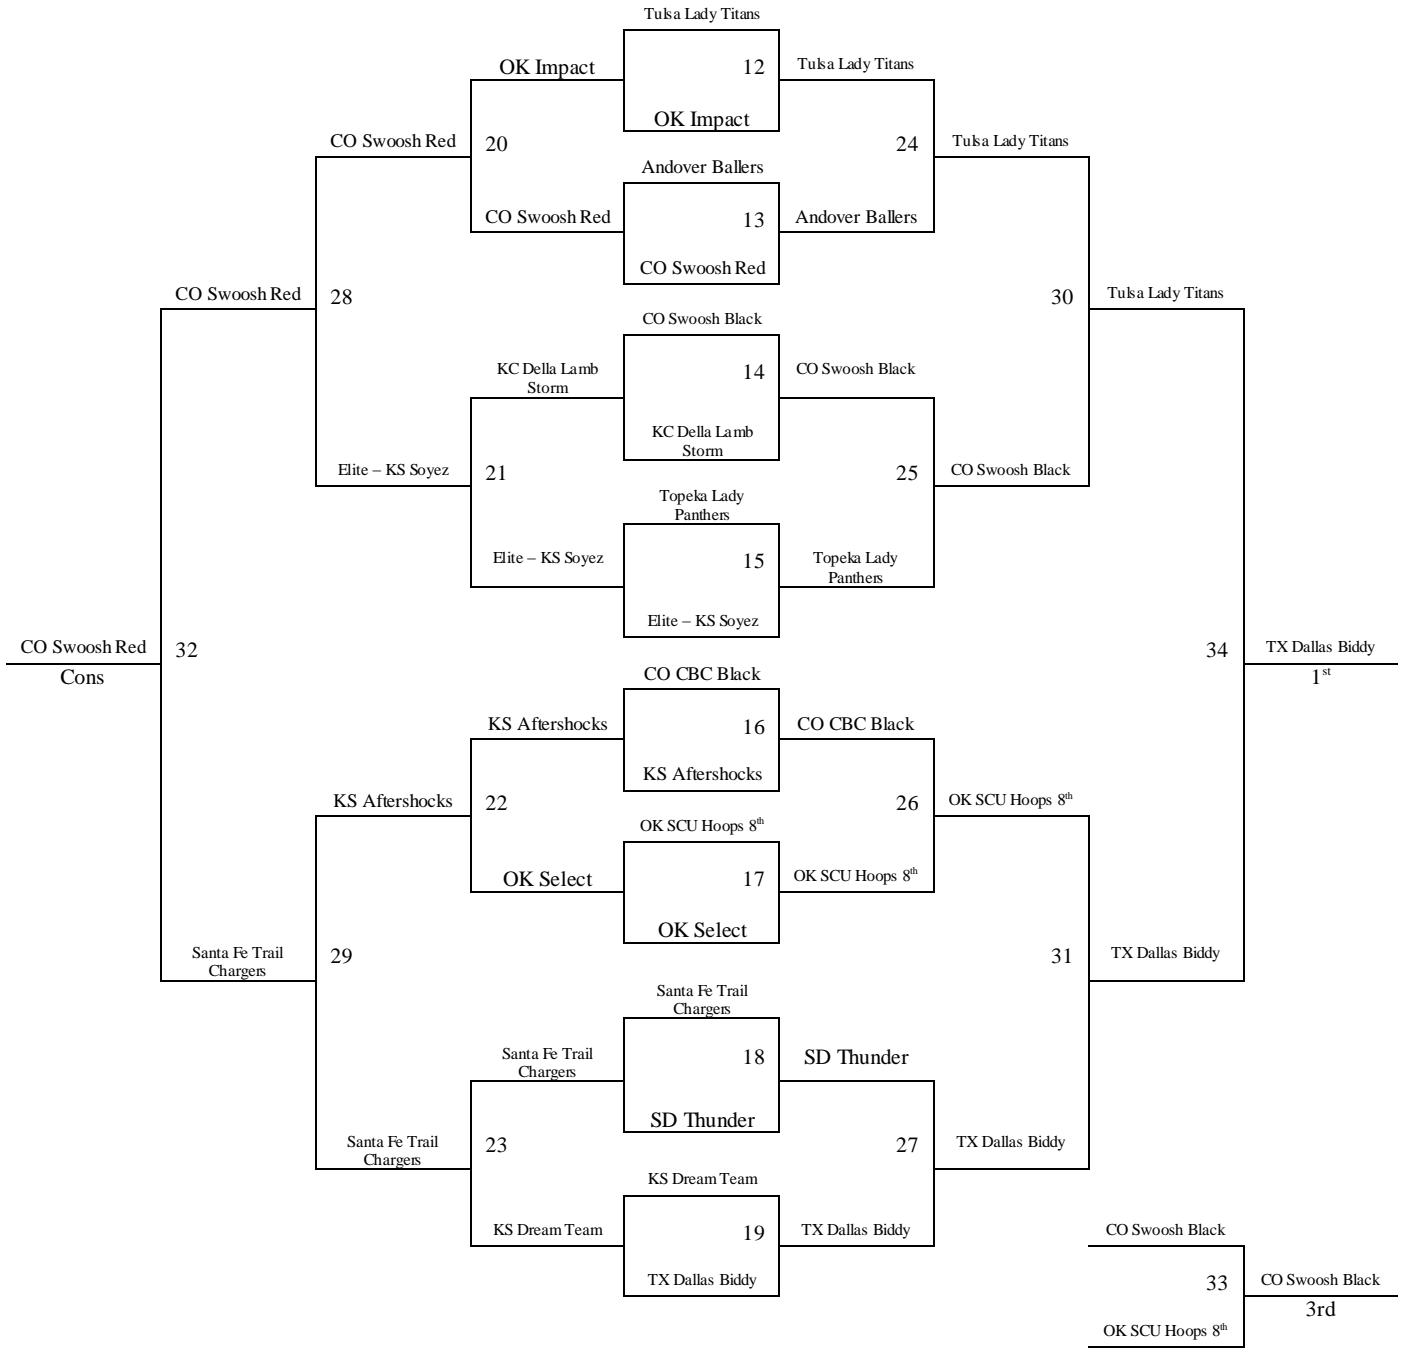 Tulsa Lady Titans
OK Impact
12
Tulsa Lady Titans
OK Impact
CO Swoosh Red
20
24
Tulsa Lady Titans
Andover Ballers
CO Swoosh Red
13
Andover Ballers
CO Swoosh Red
CO Swoosh Red
28
30
Tulsa Lady Titans
CO Swoosh Black
KC Della Lamb
Storm
14
CO Swoosh Black
KC Della Lamb
Storm
Elite – KS Soyez
21
25
CO Swoosh Black
Topeka Lady
Panthers
Elite – KS Soyez
15
Topeka Lady
Panthers
Elite – KS Soyez
CO Swoosh Red
Cons
32
34
TX Dallas Biddy
1st
CO CBC Black
KS Aftershocks
16
CO CBC Black
KS Aftershocks
KS Aftershocks
22
26
OK SCU Hoops 8th
OK SCU Hoops 8th
OK Select
17
OK SCU Hoops 8th
OK Select
Santa Fe Trail
Chargers
29
31
TX Dallas Biddy
Santa Fe Trail
Chargers
Santa Fe Trail
Chargers
18
SD Thunder
SD Thunder
Santa Fe Trail
Chargers
23
27
TX Dallas Biddy
KS Dream Team
KS Dream Team
19
TX Dallas Biddy
TX Dallas Biddy
CO Swoosh Black
33
CO Swoosh Black
3rd
OK SCU Hoops 8th